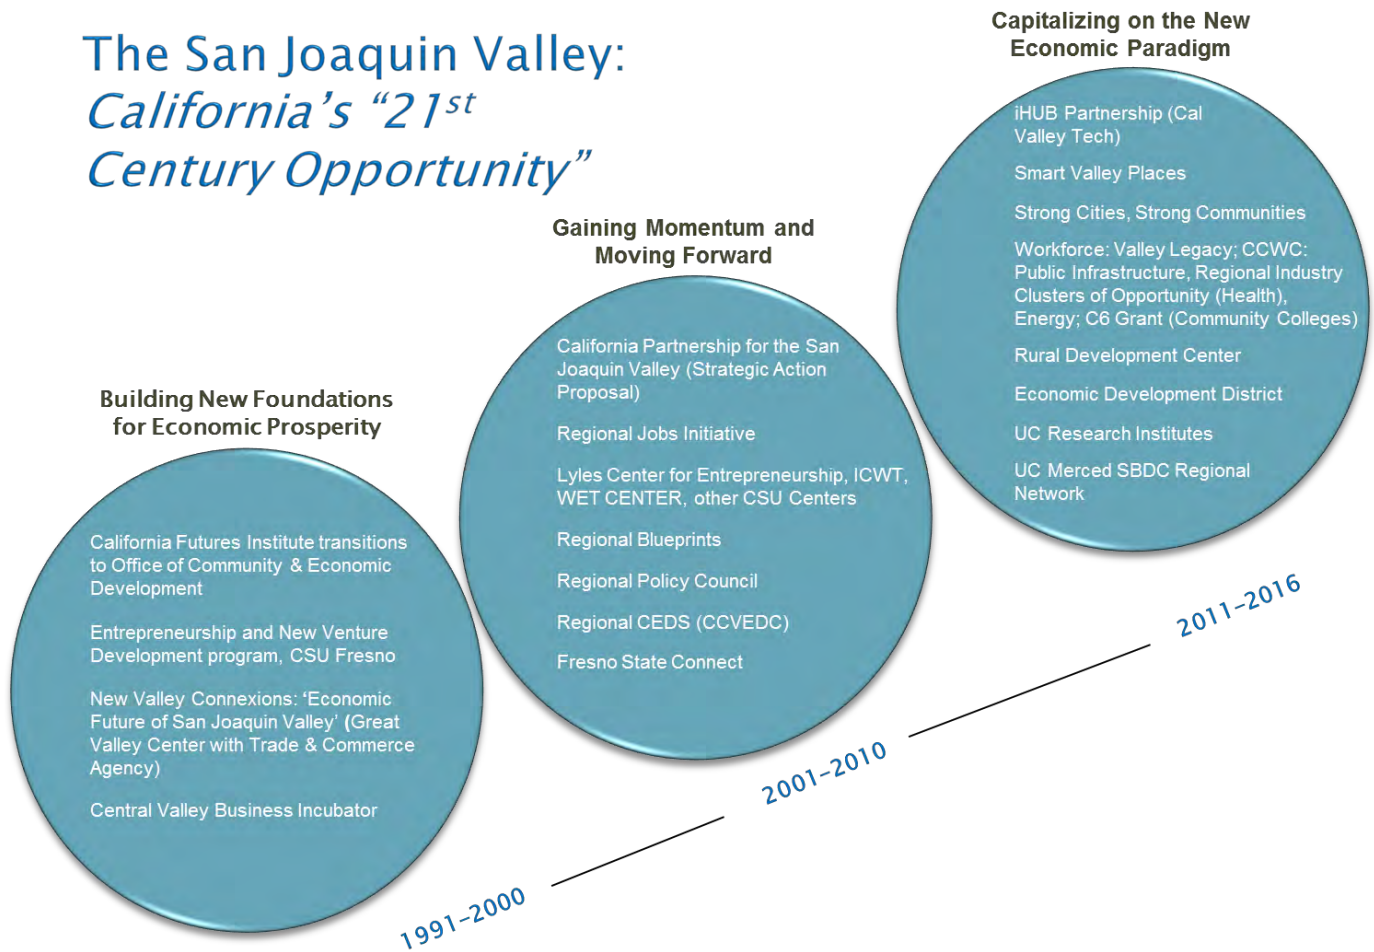 The San Joaquin Valley:
California's “21st
Century Opportunity”
Building New Foundations
for Economic Prosperity
California Futures Institute transitions
to Office of Community & Economic
Development
Entrepreneurship and New Venture
Development program, CSU Fresno
New Valley Connexions: ‘Economic
Future of San Joaquin Valley’ (Great
Valley Center with Trade & Commerce
Agency)
Central Valley Business Incubator
1991–2000
Gaining Momentum and
Moving Forward
California Partnership for the San
Joaquin Valley (Strategic Action
Proposal)
Regional Jobs Initiative
Lyles Center for Entrepreneurship, ICWT,
WET CENTER, other CSU Centers
Regional Blueprints
Regional Policy Council
Regional CEDS (CCVEDC)
Fresno State Connect
2001–2010
Capitalizing on the New
Economic Paradigm
iHUB Partnership (Cal
Valley Tech)
Smart Valley Places
Strong Cities, Strong Communities
Workforce: Valley Legacy; CCWC:
Public Infrastructure, Regional Industry
Clusters of Opportunity (Health),
Energy; C6 Grant (Community Colleges)
Rural Development Center
Economic Development District
UC Research Institutes
UC Merced SBDC Regional
Network
2011–2016